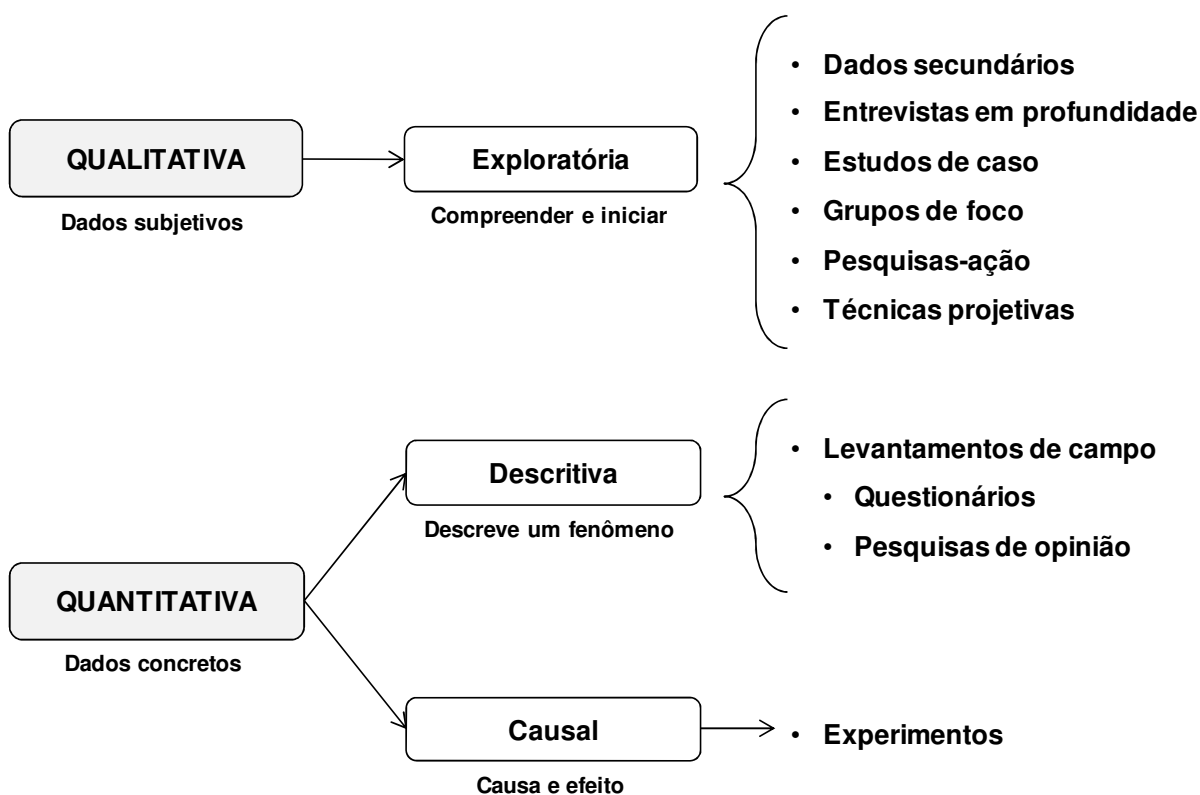 QUALITATIVA
Dados subjetivos
Exploratória
Compreender e iniciar
• Dados secundários
• Entrevistas em profundidade
• Estudos de caso
• Grupos de foco
• Pesquisas-ação
• Técnicas projetivas
QUANTITATIVA
Dados concretos
Descritiva
Descreve um fenômeno
• Levantamentos de campo
• Questionários
• Pesquisas de opinião
Causal
Causa e efeito
• Experimentos